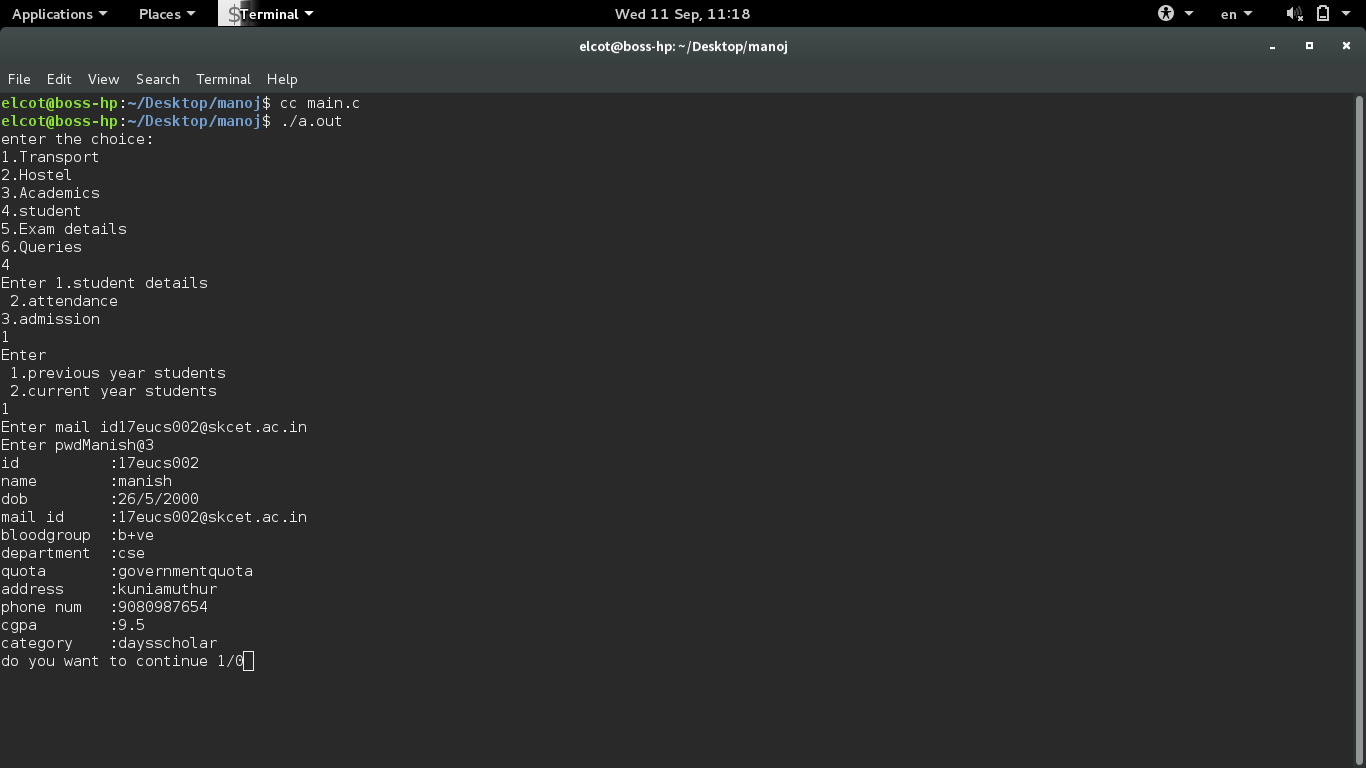 Applications Places $ Terminal Wed 11 Sep, 11:18 en
elcot@boss-hp: ~/Desktop/manoj
File Edit View Search Terminal Help
elcot@boss-hp:~/Desktop/manoj$ cc main.c
elcot@boss-hp:~/Desktop/manoj$ ./a.out
enter the choice:
1.Transport
2.Hostel
3.Academics
4.student
5.Exam details
6.Queries
4
Enter 1.student details
 2.attendance
3.admission
1
Enter
 1.previous year students
 2.current year students
1
Enter mail id17eucs002@skcet.ac.in
Enter pwdManish@3
id          :17eucs002
name        :manish
dob         :26/5/2000
mail id     :17eucs002@skcet.ac.in
bloodgroup  :b+ve
department  :cse
quota       :governmentquota
address     :kuniamuthur
phone num   :9080987654
cgpa        :9.5
category    :daysscholar
do you want to continue 1/0